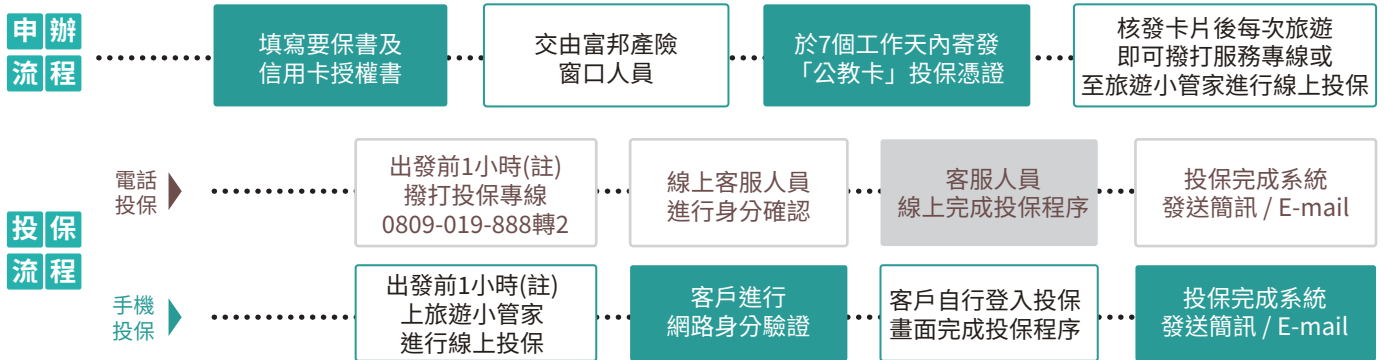 申辦
流程
填寫要保書及
信用卡授權書
交由富邦產險
窗口人員
於7個工作天內寄發
「公教卡」投保憑證
核發卡片後每次旅遊
即可撥打服務專線或
至旅遊小管家進行線上投保
投保
流程
電話
投保
出發前1小時(註)
撥打投保專線
0809-019-888轉2
線上客服人員
進行身分確認
客服人員
線上完成投保程序
投保完成系統
發送簡訊 / E-mail
手機
投保
出發前1小時(註)
上旅遊小管家
進行線上投保
客戶進行
網路身分驗證
客戶自行登入投保
畫面完成投保程序
投保完成系統
發送簡訊 / E-mail